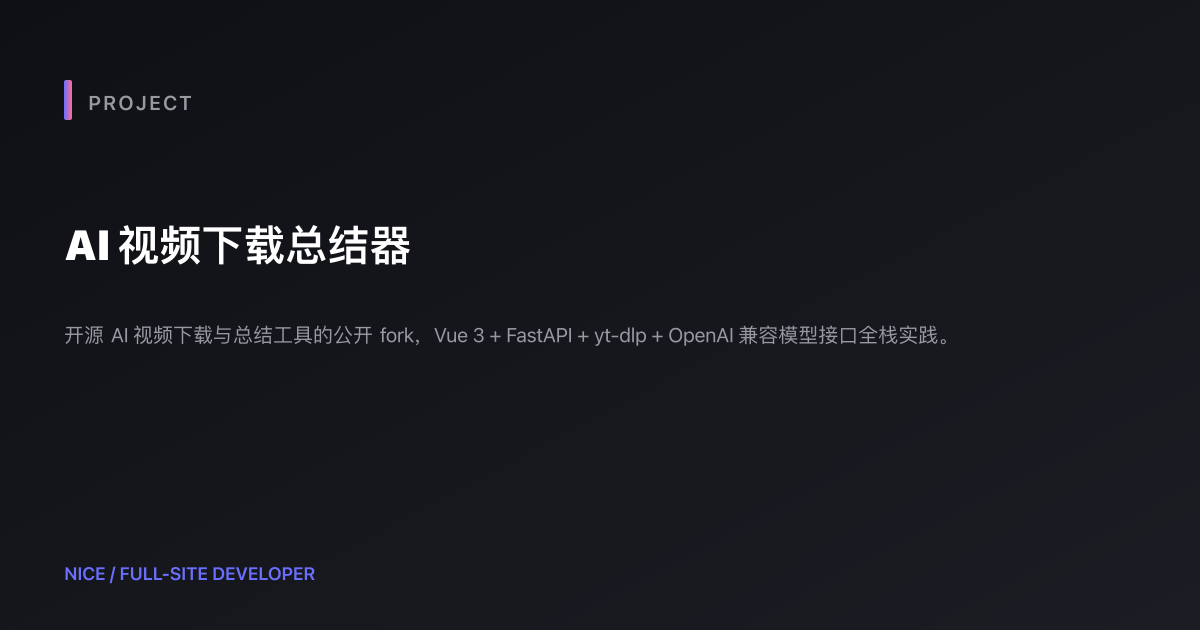 PROJECT
AI 视频下载总结器
开源 AI 视频下载与总结工具的公开 fork，Vue 3 + FastAPI + yt-dlp + OpenAI 兼容模型接口全栈实践。
NICE / FULL-SITE DEVELOPER